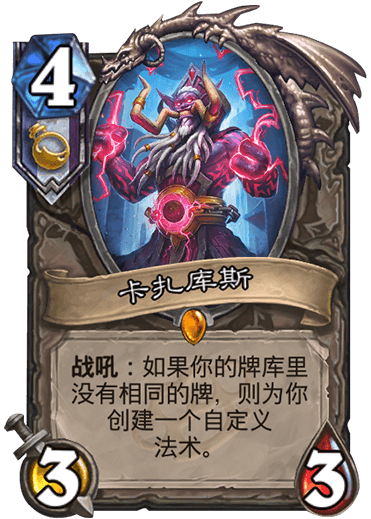 4
卡扎库斯
战吼：如果你的牌库里
没有相同的牌，则为你
创建一个自定义
法术。
3
3